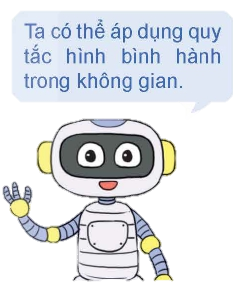 Ta có thể áp dụng quy
tắc hình bình hành
trong không gian.